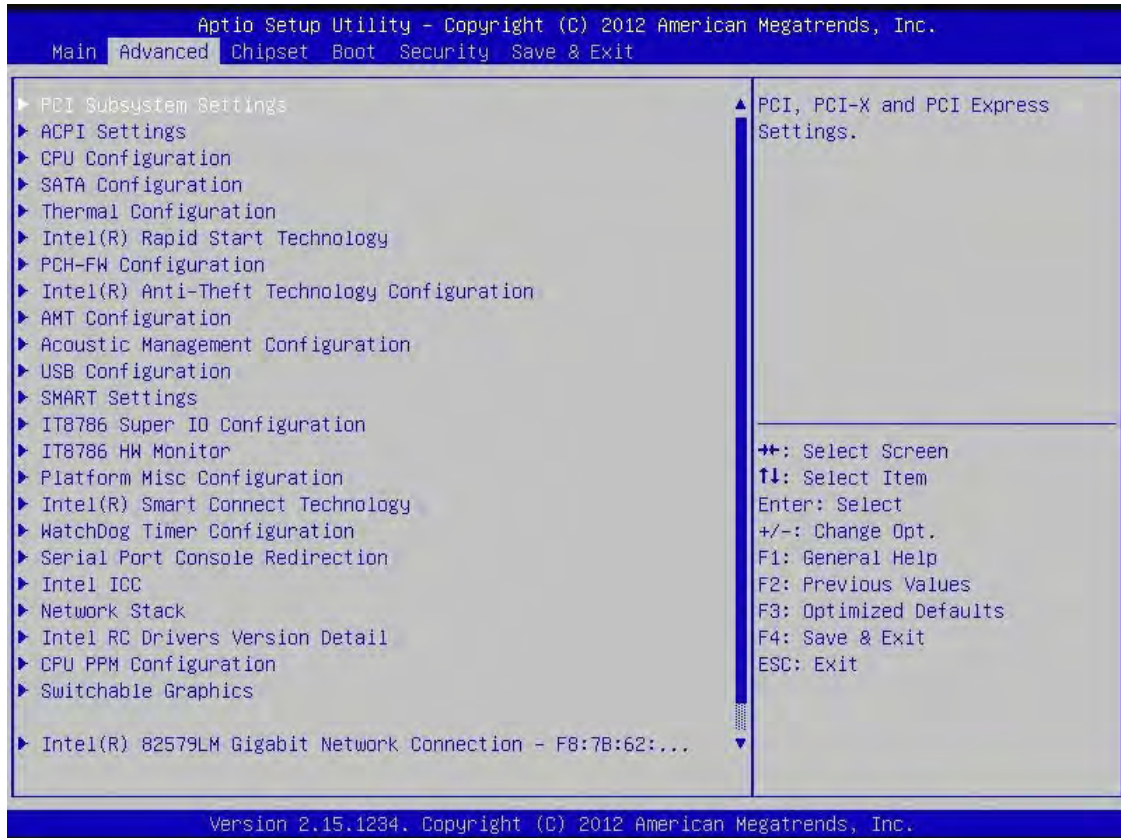 Aptio Setup Utility – Copyright (C) 2012 American Megatrends, Inc.
Main Advanced Chipset Boot Security Save & Exit
▶ PCI Subsystem Settings
▶ ACPI Settings
▶ CPU Configuration
▶ SATA Configuration
▶ Thermal Configuration
▶ Intel(R) Rapid Start Technology
▶ PCH-FW Configuration
▶ Intel(R) Anti-Theft Technology Configuration
▶ AMT Configuration
▶ Acoustic Management Configuration
▶ USB Configuration
▶ SMART Settings
▶ IT8786 Super IO Configuration
▶ IT8786 HW Monitor
▶ Platform Misc Configuration
▶ Intel(R) Smart Connect Technology
▶ WatchDog Timer Configuration
▶ Serial Port Console Redirection
▶ Intel ICC
▶ Network Stack
▶ Intel RC Drivers Version Detail
▶ CPU PPM Configuration
▶ Switchable Graphics
▶ Intel(R) 82579LM Gigabit Network Connection – F8:7B:62:...
PCI, PCI-X and PCI Express
Settings.
→←: Select Screen
↑↓: Select Item
Enter: Select
+/-: Change Opt.
F1: General Help
F2: Previous Values
F3: Optimized Defaults
F4: Save & Exit
ESC: Exit
Version 2.15.1234. Copyright (C) 2012 American Megatrends, Inc.